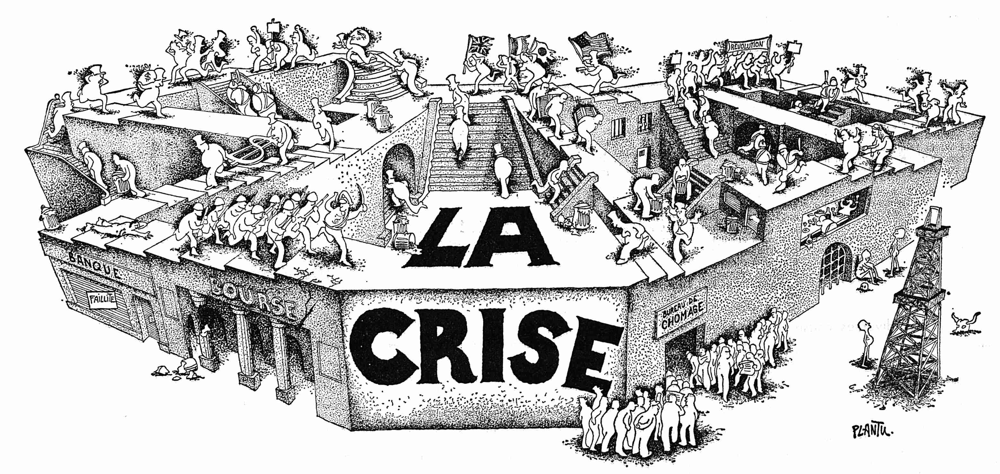 $
$
REVOLUTION
$
LA
CRISE
BANQUE
FAILLITE
BOURSE
BUREAU DE
CHOMAGE
PLANTU.